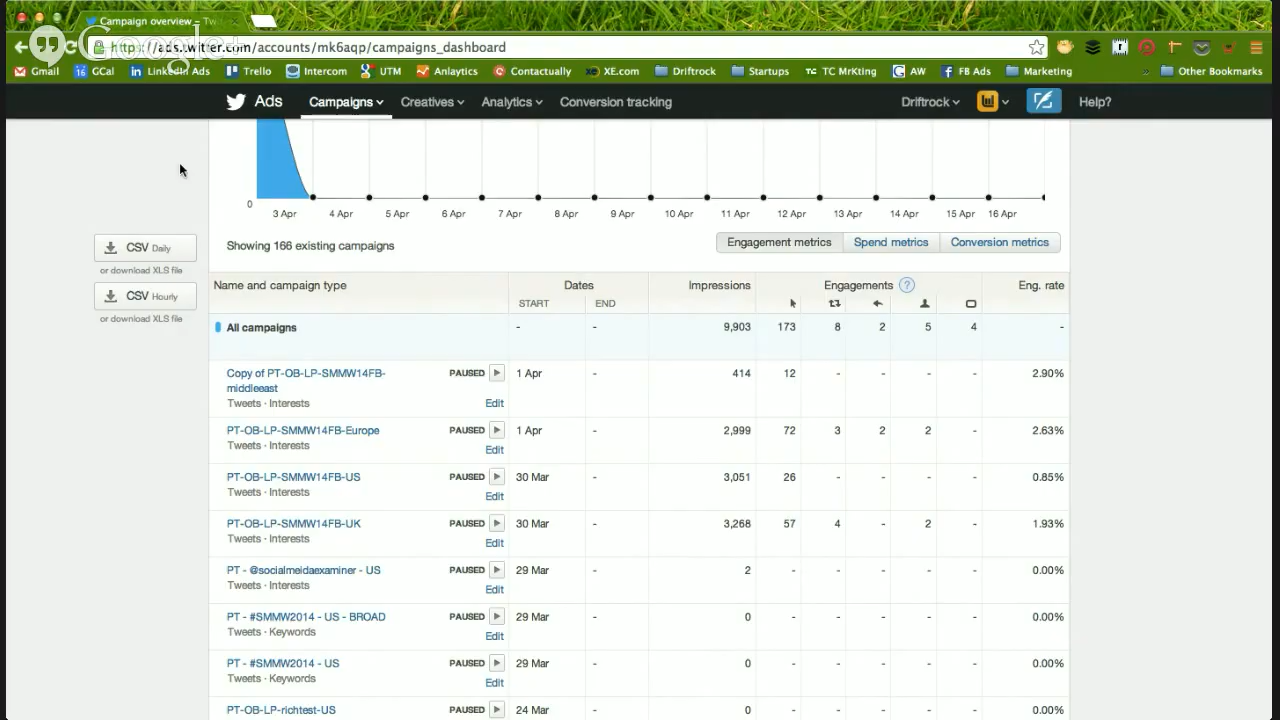 Campaign overview – Tw
Google+
https://ads.twitter.com/accounts/mk6aqp/campaigns_dashboard
Gmail 16 GCal LinkedIn Ads Trello Intercom UTM Anlaytics Contactually XE.com Driftrock Startups TC MrKting AW FB Ads Marketing » Other Bookmarks
Ads Campaigns Creatives Analytics Conversion tracking Driftrock Help?
0
3 Apr 4 Apr 5 Apr 6 Apr 7 Apr 8 Apr 9 Apr 10 Apr 11 Apr 12 Apr 13 Apr 14 Apr 15 Apr 16 Apr
CSV Daily
or download XLS file
CSV Hourly
or download XLS file
Showing 166 existing campaigns Engagement metrics Spend metrics Conversion metrics
Name and campaign type Dates Impressions Engagements ? Eng. rate
START END
All campaigns - - 9,903 173 8 2 5 4 -
Copy of PT-OB-LP-SMMW14FB- PAUSED 1 Apr - 414 12 - - - - 2.90%
middleeast
Tweets · Interests Edit
PT-OB-LP-SMMW14FB-Europe PAUSED 1 Apr - 2,999 72 3 2 2 - 2.63%
Tweets · Interests Edit
PT-OB-LP-SMMW14FB-US PAUSED 30 Mar - 3,051 26 - - - - 0.85%
Tweets · Interests Edit
PT-OB-LP-SMMW14FB-UK PAUSED 30 Mar - 3,268 57 4 - 2 - 1.93%
Tweets · Interests Edit
PT - @socialmeidaexaminer - US PAUSED 29 Mar - 2 - - - - - 0.00%
Tweets · Interests Edit
PT - #SMMW2014 - US - BROAD PAUSED 29 Mar - 0 - - - - - 0.00%
Tweets · Keywords Edit
PT - #SMMW2014 - US PAUSED 29 Mar - 0 - - - - - 0.00%
Tweets · Keywords Edit
PT-OB-LP-richtest-US PAUSED 24 Mar - 0 - - - - - 0.00%